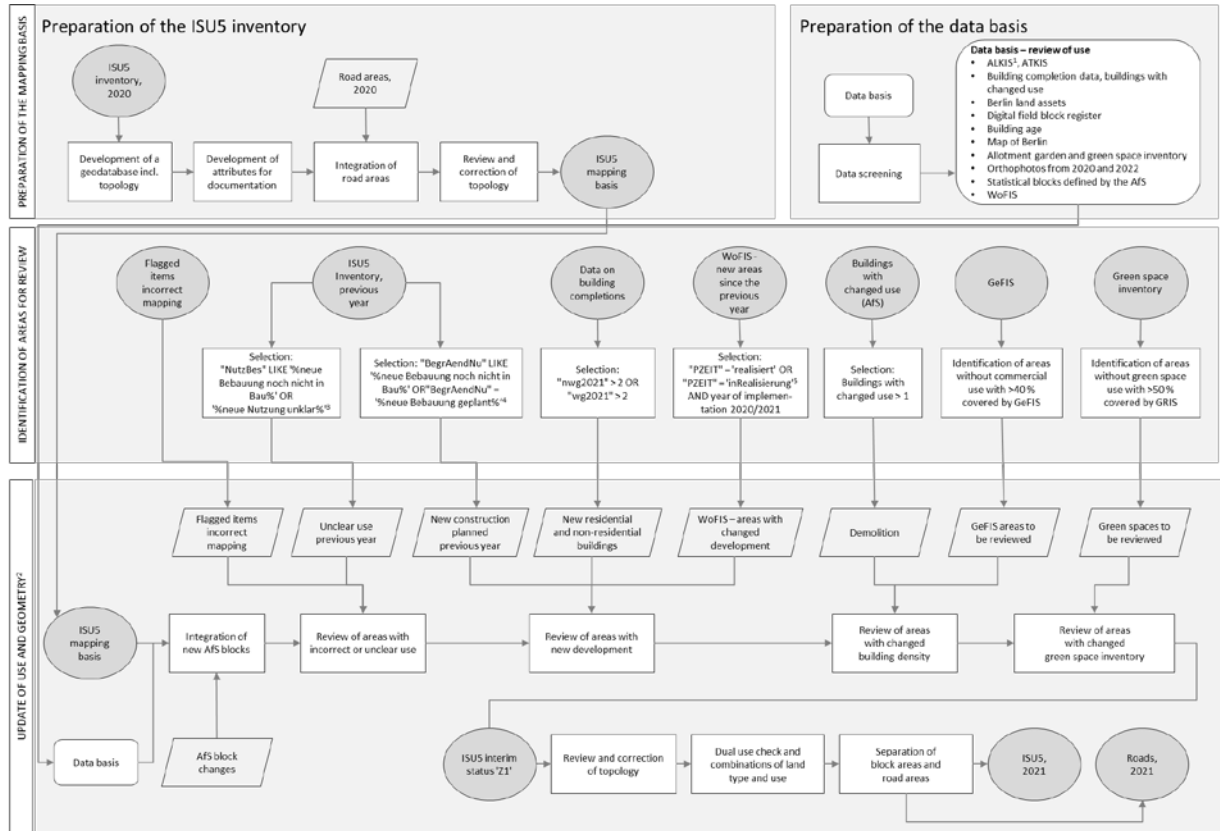 PREPARATION OF THE MAPPING BASIS
Preparation of the ISU5 inventory
ISU5
inventory,
2020
Road areas,
2020
Development of a
geodatabase incl.
topology
Development of
attributes for
documentation
Integration of
road areas
Review and
correction of
topology
ISU5
mapping
basis
Preparation of the data basis
Data basis
Data screening
Data basis – review of use
• ALKIS¹, ATKIS
• Building completion data, buildings with
changed use
• Berlin land assets
• Digital field block register
• Building age
• Map of Berlin
• Allotment garden and green space inventory
• Orthophotos from 2020 and 2022
• Statistical blocks defined by the AfS
• WoFIS
IDENTIFICATION OF AREAS FOR REVIEW
Flagged
items
incorrect
mapping
ISU5
Inventory,
previous
year
Data on
building
completions
WoFIS -
new areas
since the
previous
year
Buildings
with
changed use
(AfS)
GeFIS
Green space
inventory
Selection:
"NutzBes" LIKE '%neue
Bebauung noch nicht in
Bau%' OR
'%neue Nutzung unklar%'³
Selection: "BegrAendNu" LIKE
'%neue Bebauung noch nicht in
Bau%' OR"BegrAendNu" =
'%neue Bebauung geplant%'⁴
Selection:
"nwg2021" > 2 OR
"wg2021" > 2
Selection:
"PZEIT" = 'realisiert' OR
"PZEIT" = 'inRealisierung'⁵
AND year of implemen-
tation 2020/2021
Selection:
Buildings with
changed use > 1
Identification of areas
without commercial
use with >40 %
covered by GeFIS
Identification of areas
without green space
use with >50 %
covered by GRIS
UPDATE OF USE AND GEOMETRY²
Flagged items
incorrect
mapping
Unclear use
previous year
New construction
planned
previous year
New residential
and non-residential
buildings
WoFIS – areas with
changed
development
Demolition
GeFIS areas to
be reviewed
Green spaces to
be reviewed
ISU5
mapping
basis
Integration of
new AfS blocks
Review of areas with
incorrect or unclear use
Review of areas with
new development
Review of areas
with changed
building density
Review of areas
with changed
green space inventory
Data basis
AfS block
changes
ISU5 interim
status 'Z1'
Review and correction
of topology
Dual use check and
combinations of land
type and use
Separation of
block areas and
road areas
ISU5,
2021
Roads,
2021